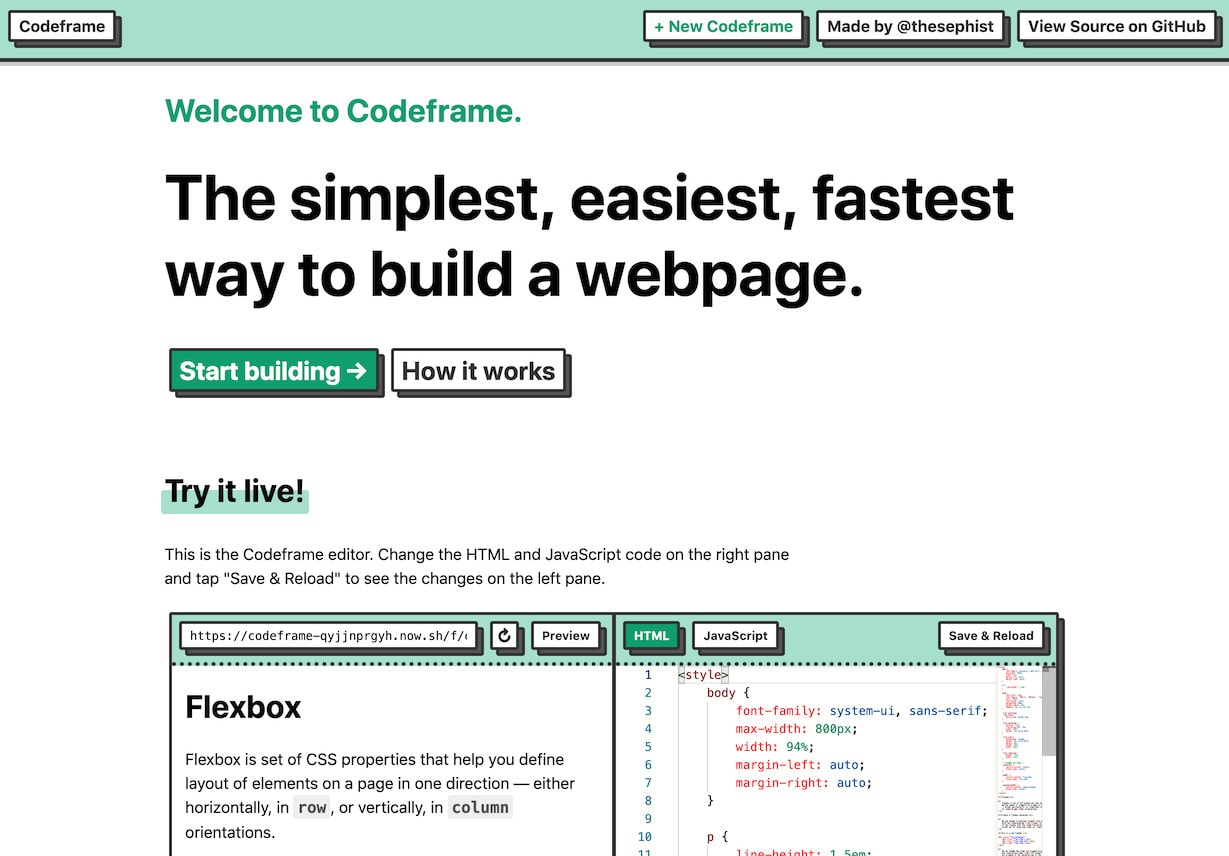 Codeframe
+ New Codeframe
Made by @thesephist
View Source on GitHub
Welcome to Codeframe.
The simplest, easiest, fastest
way to build a webpage.
Start building →
How it works
Try it live!
This is the Codeframe editor. Change the HTML and JavaScript code on the right pane
and tap "Save & Reload" to see the changes on the left pane.
https://codeframe-qyjjnprgyh.now.sh/f/
Preview
HTML
JavaScript
Save & Reload
Flexbox
Flexbox is set of CSS properties that help you define
layout of elements on a page in one direction — either
horizontally, in row, or vertically, in column
orientations.
1 <style>
2 body {
3 font-family: system-ui, sans-serif;
4 max-width: 800px;
5 width: 94%;
6 margin-left: auto;
7 margin-right: auto;
8 }
9
10 p {
11 line-height: 1.5em;